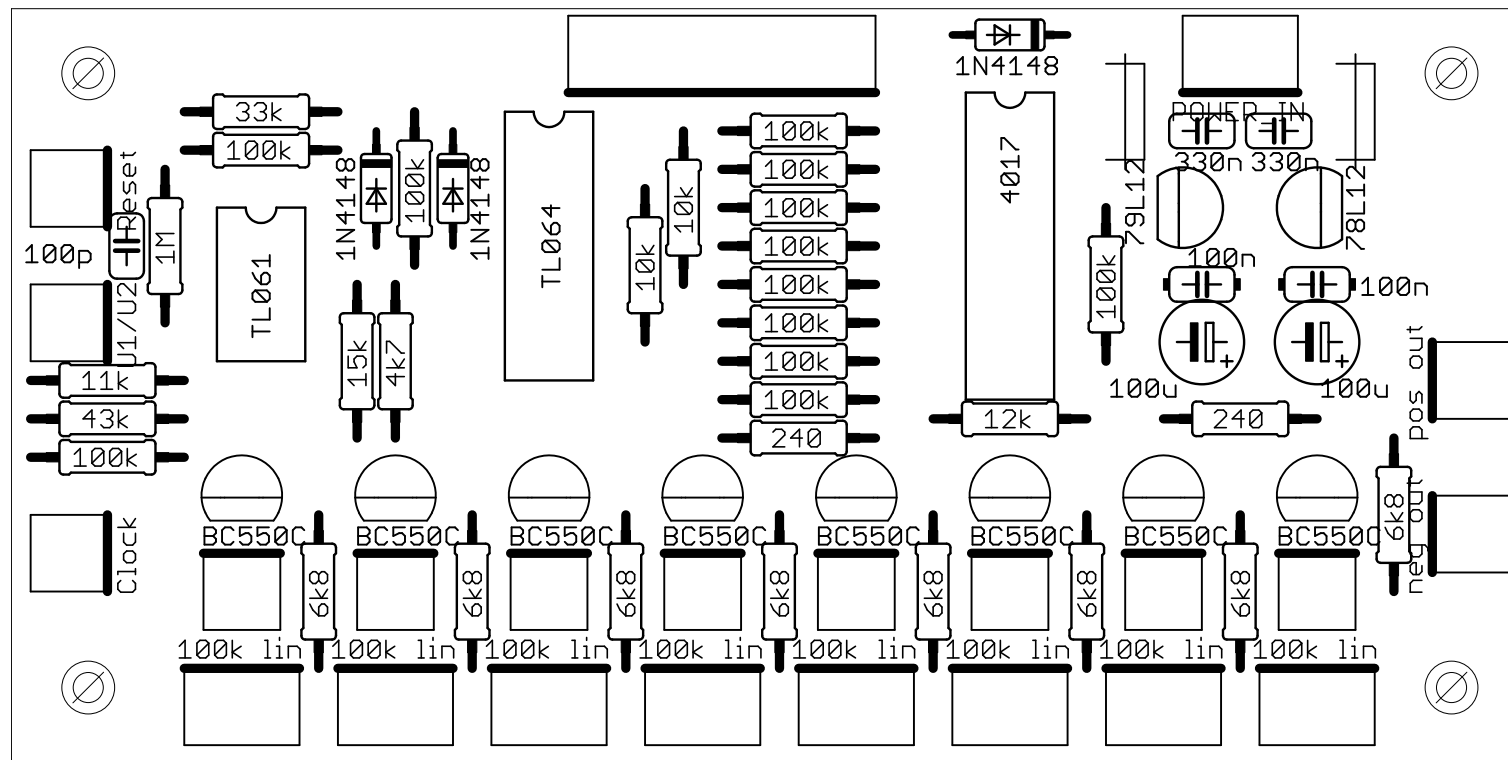 1N4148
33k
100k
POWER IN
330n
330n
100k
100k
100k
100k
100k
100k
100k
100k
240
4017
79L12
78L12
Reset
100p
1M
1N4148
100k
1N4148
TL061
TL064
10k
10k
100k
100n
100n
U1/U2
15k
4k7
100u
100u
pos out
11k
43k
100k
12k
240
BC550C
BC550C
BC550C
BC550C
BC550C
BC550C
BC550C
BC550C
6k8
neg out
Clock
6k8
6k8
6k8
6k8
6k8
6k8
6k8
100k lin
100k lin
100k lin
100k lin
100k lin
100k lin
100k lin
100k lin
+
+